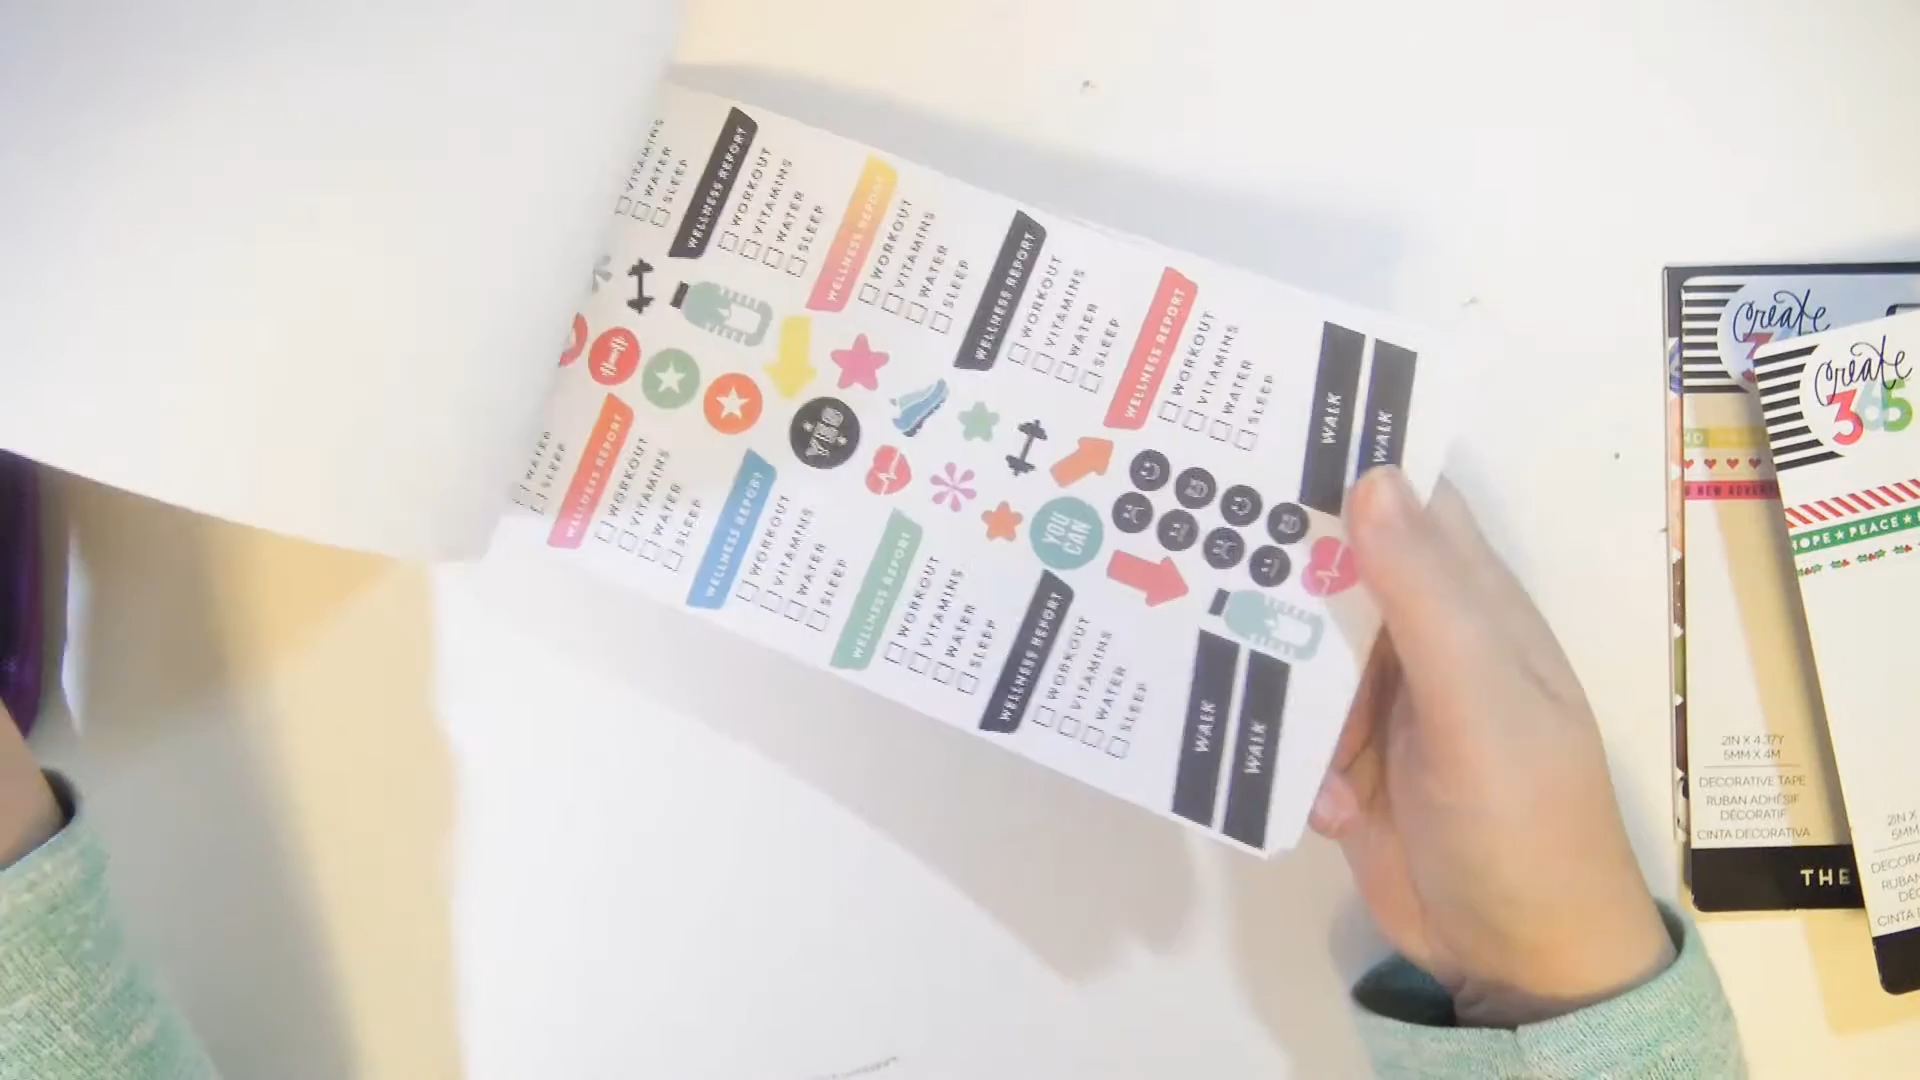 VITAMINS
WATER
SLEEP
WELLNESS REPORT
WORKOUT
VITAMINS
WATER
SLEEP
WELLNESS REPORT
WORKOUT
VITAMINS
WATER
SLEEP
WELLNESS REPORT
WORKOUT
VITAMINS
WATER
SLEEP
WELLNESS REPORT
WORKOUT
VITAMINS
WATER
SLEEP
WALK
WALK
YOU
CAN
WATER
SLEEP
WELLNESS REPORT
WORKOUT
VITAMINS
WATER
SLEEP
WELLNESS REPORT
WORKOUT
VITAMINS
WATER
SLEEP
WELLNESS REPORT
WORKOUT
VITAMINS
WATER
SLEEP
WELLNESS REPORT
WORKOUT
VITAMINS
WATER
SLEEP
WALK
WALK
Create
NEW
2IN X 4.37Y
5MM X 4M
DECORATIVE TAPE
RUBAN ADHÉSIF
DÉCORATIF
CINTA DECORATIVA
THE
Create
365
HOPE ★ PEACE ★
2IN X
5MM